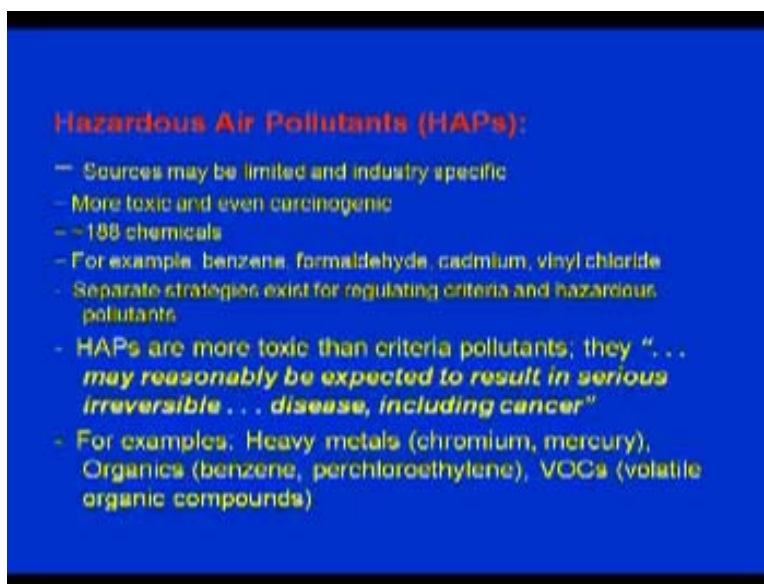 Hazardous Air Pollutants (HAPs):
– Sources may be limited and industry specific
– More toxic and even carcinogenic
– ~188 chemicals
– For example, benzene, formaldehyde, cadmium, vinyl chloride
- Separate strategies exist for regulating criteria and hazardous
pollutants
- HAPs are more toxic than criteria pollutants; they “. . .
may reasonably be expected to result in serious
irreversible . . . disease, including cancer”
- For examples: Heavy metals (chromium, mercury),
Organics (benzene, perchloroethylene), VOCs (volatile
organic compounds)